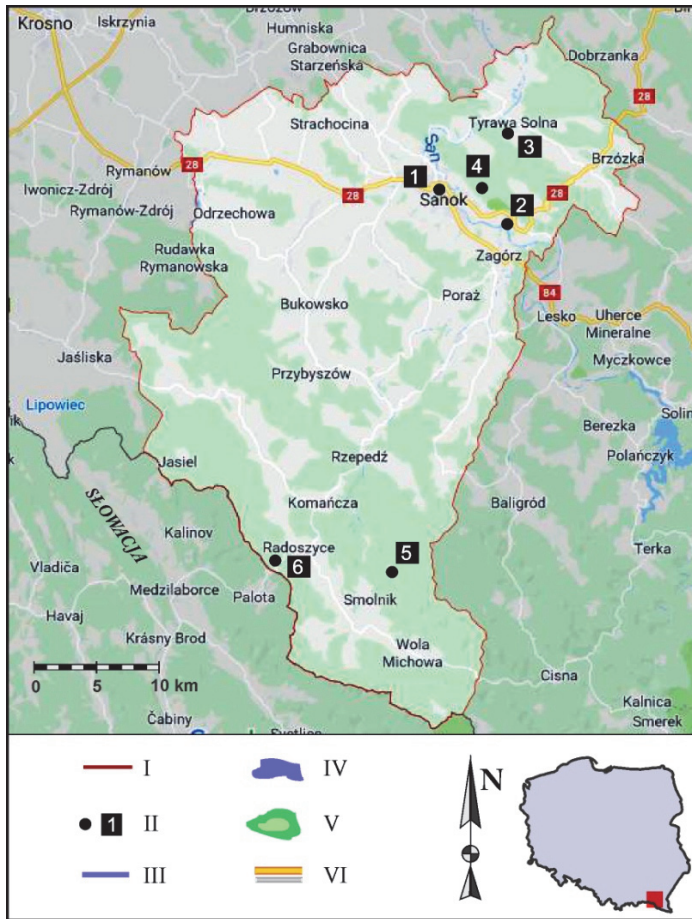 Brzozów
Krosno
Iskrzynia
Humniska
Grabownica
Starzeńska
Dobrzanka
28
Strachocina
Tyrawa Solna
3
Rymanów
28
San
4
Brzózka
1
28
28
Iwonicz-Zdrój
Rymanów-Zdrój
Odrzechowa
Sanok
2
Rudawka
Rymanowska
Zagórz
Bukowsko
Poraż
84
Lesko
Uherce
Mineralne
Jaśliska
Myczkowce
Przybyszów
Lipowiec
Solin
Berezka
Jasiel
Rzepedź
Polańczyk
SŁOWACJA
Komańcza
Baligród
Kalinov
Radoszyce
5
Terka
Vladiča
6
Medzilaborce
Palota
Smolnik
Havaj
Krásny Brod
Wola
Michowa
Cisna
0 5 10 km
Kalnica
Čabiny
Smerek
I
IV
N
1
II
V
III
VI